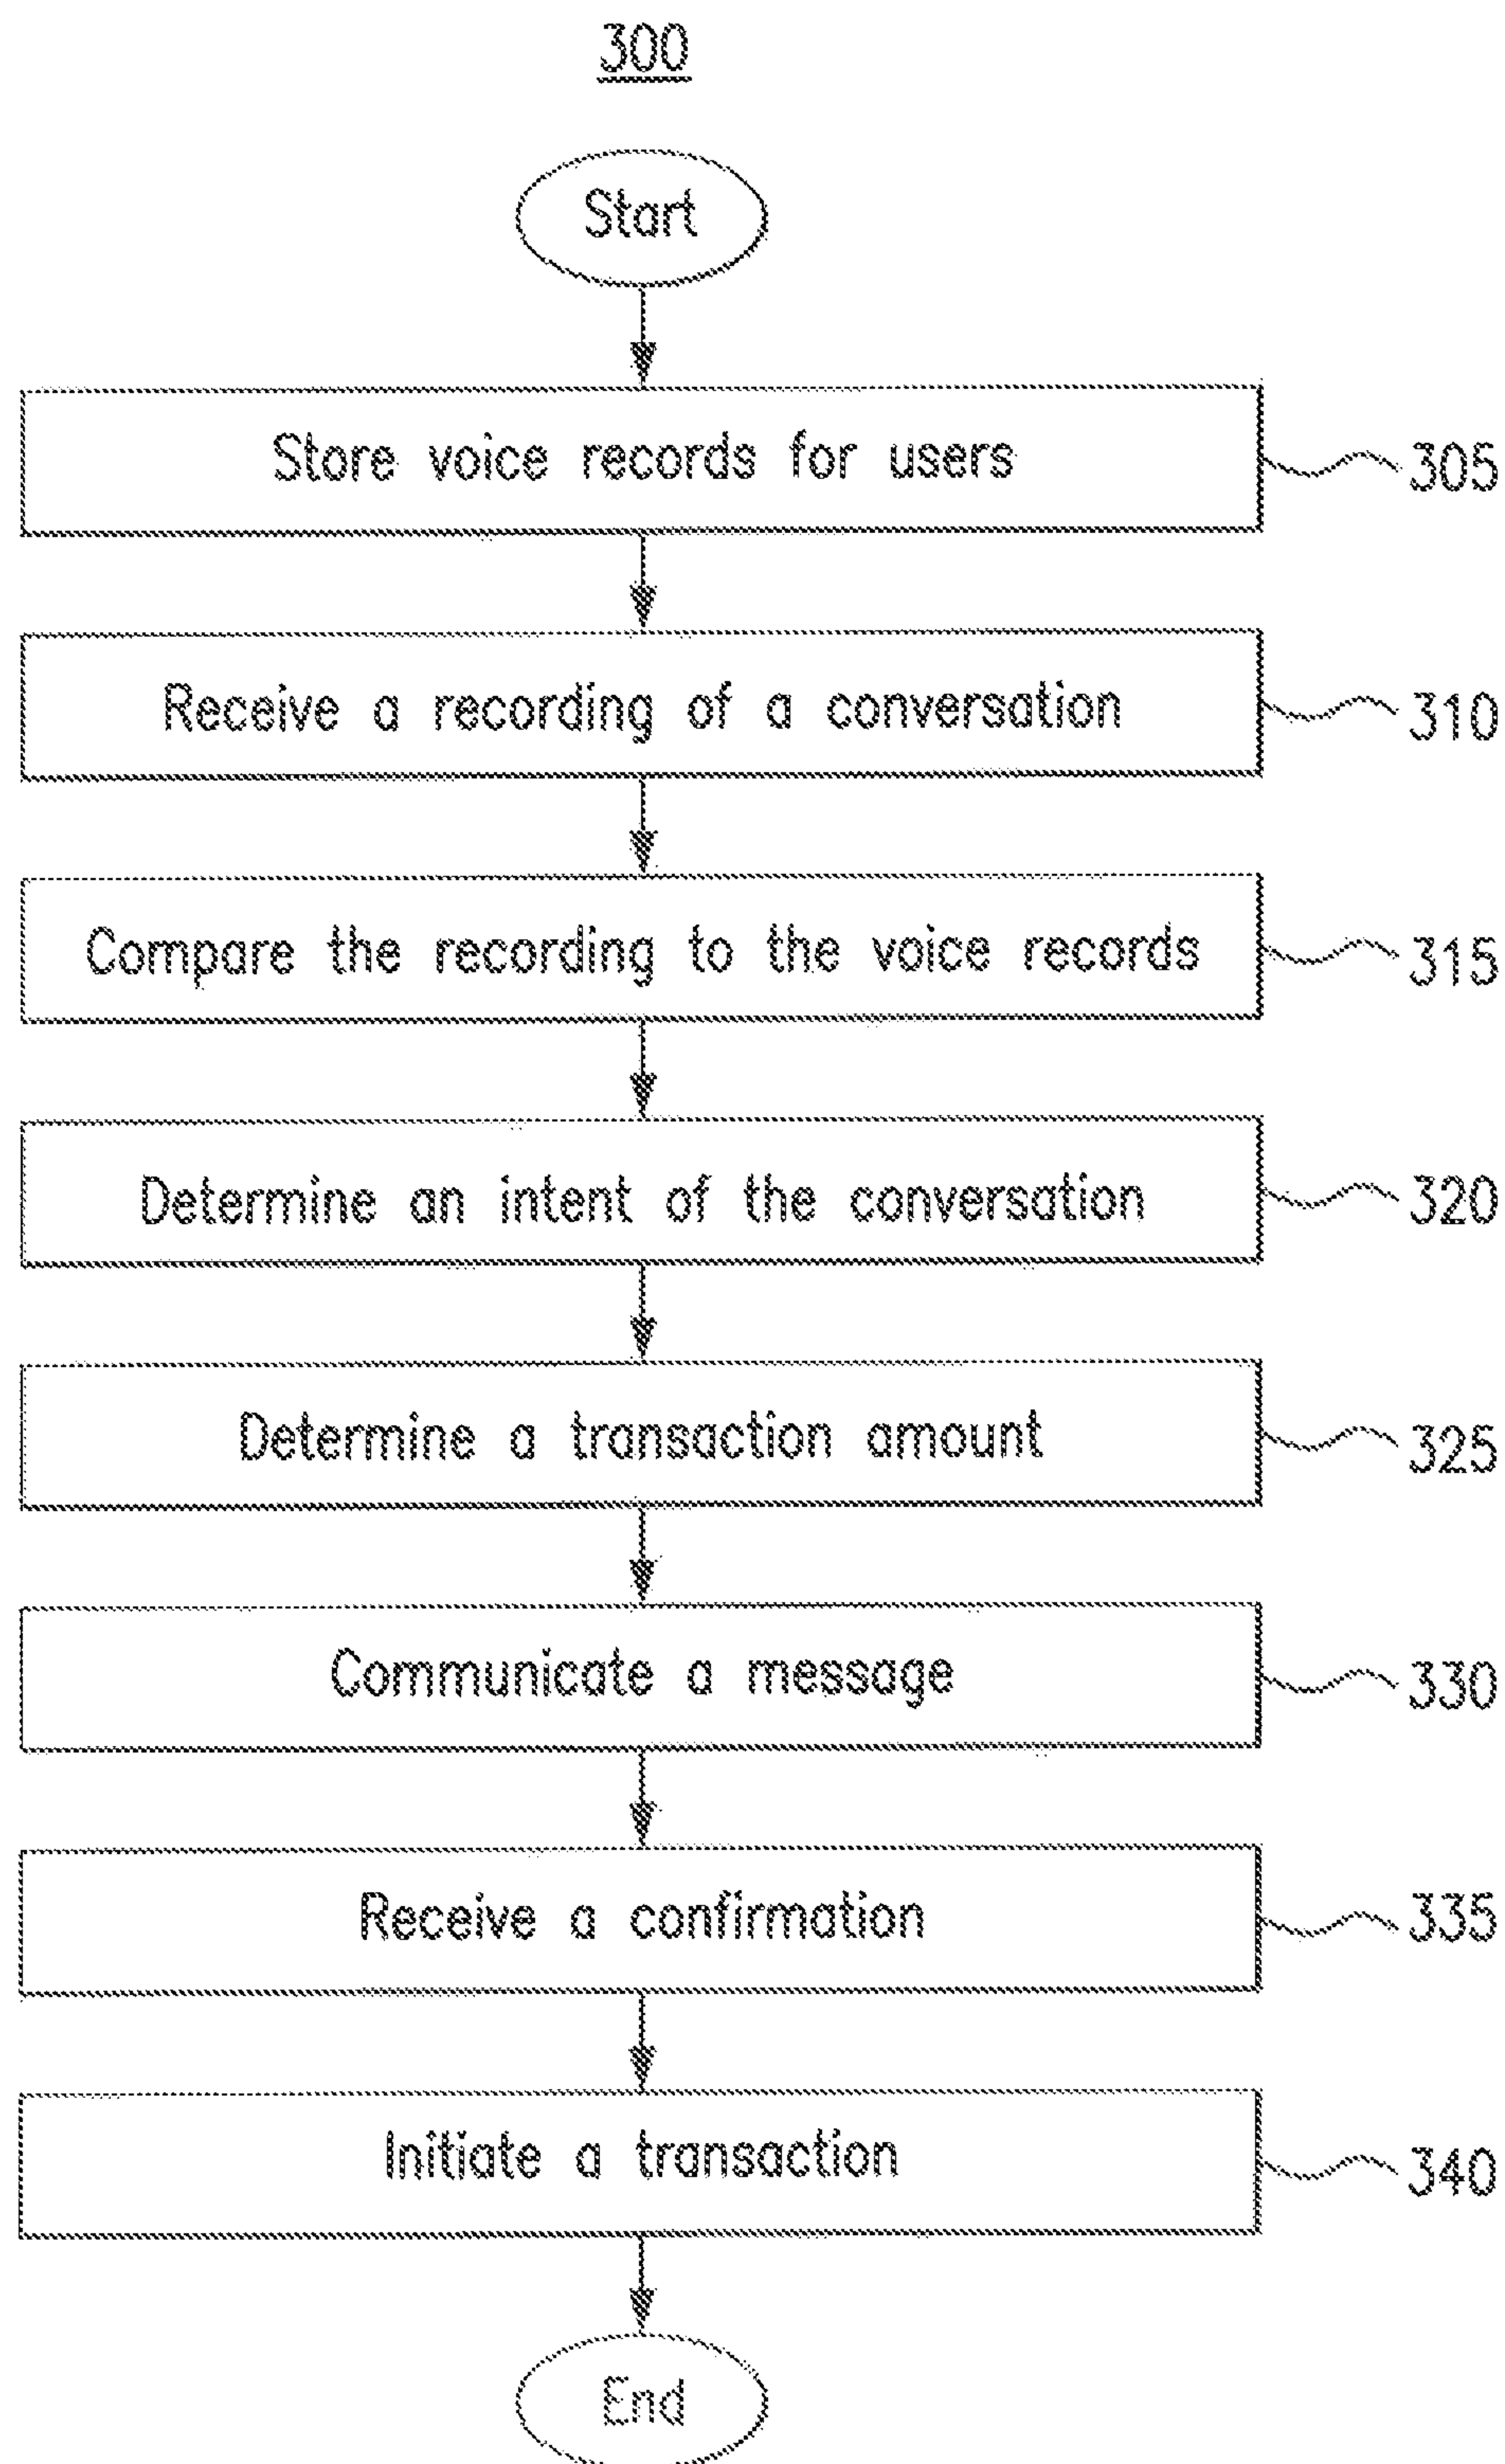 300
Start
Store voice records for users
305
Receive a recording of a conversation
310
Compare the recording to the voice records
315
Determine an intent of the conversation
320
Determine a transaction amount
325
Communicate a message
330
Receive a confirmation
335
Initiate a transaction
340
End